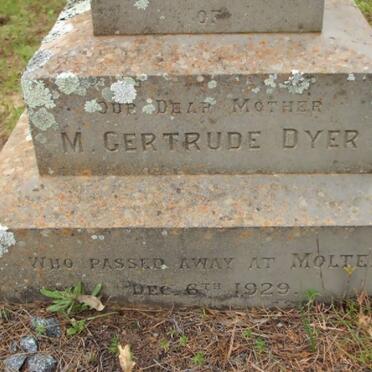 OF
OUR DEAR MOTHER
M. GERTRUDE DYER
WHO PASSED AWAY AT MOLTE
DEC. 6TH 1929.